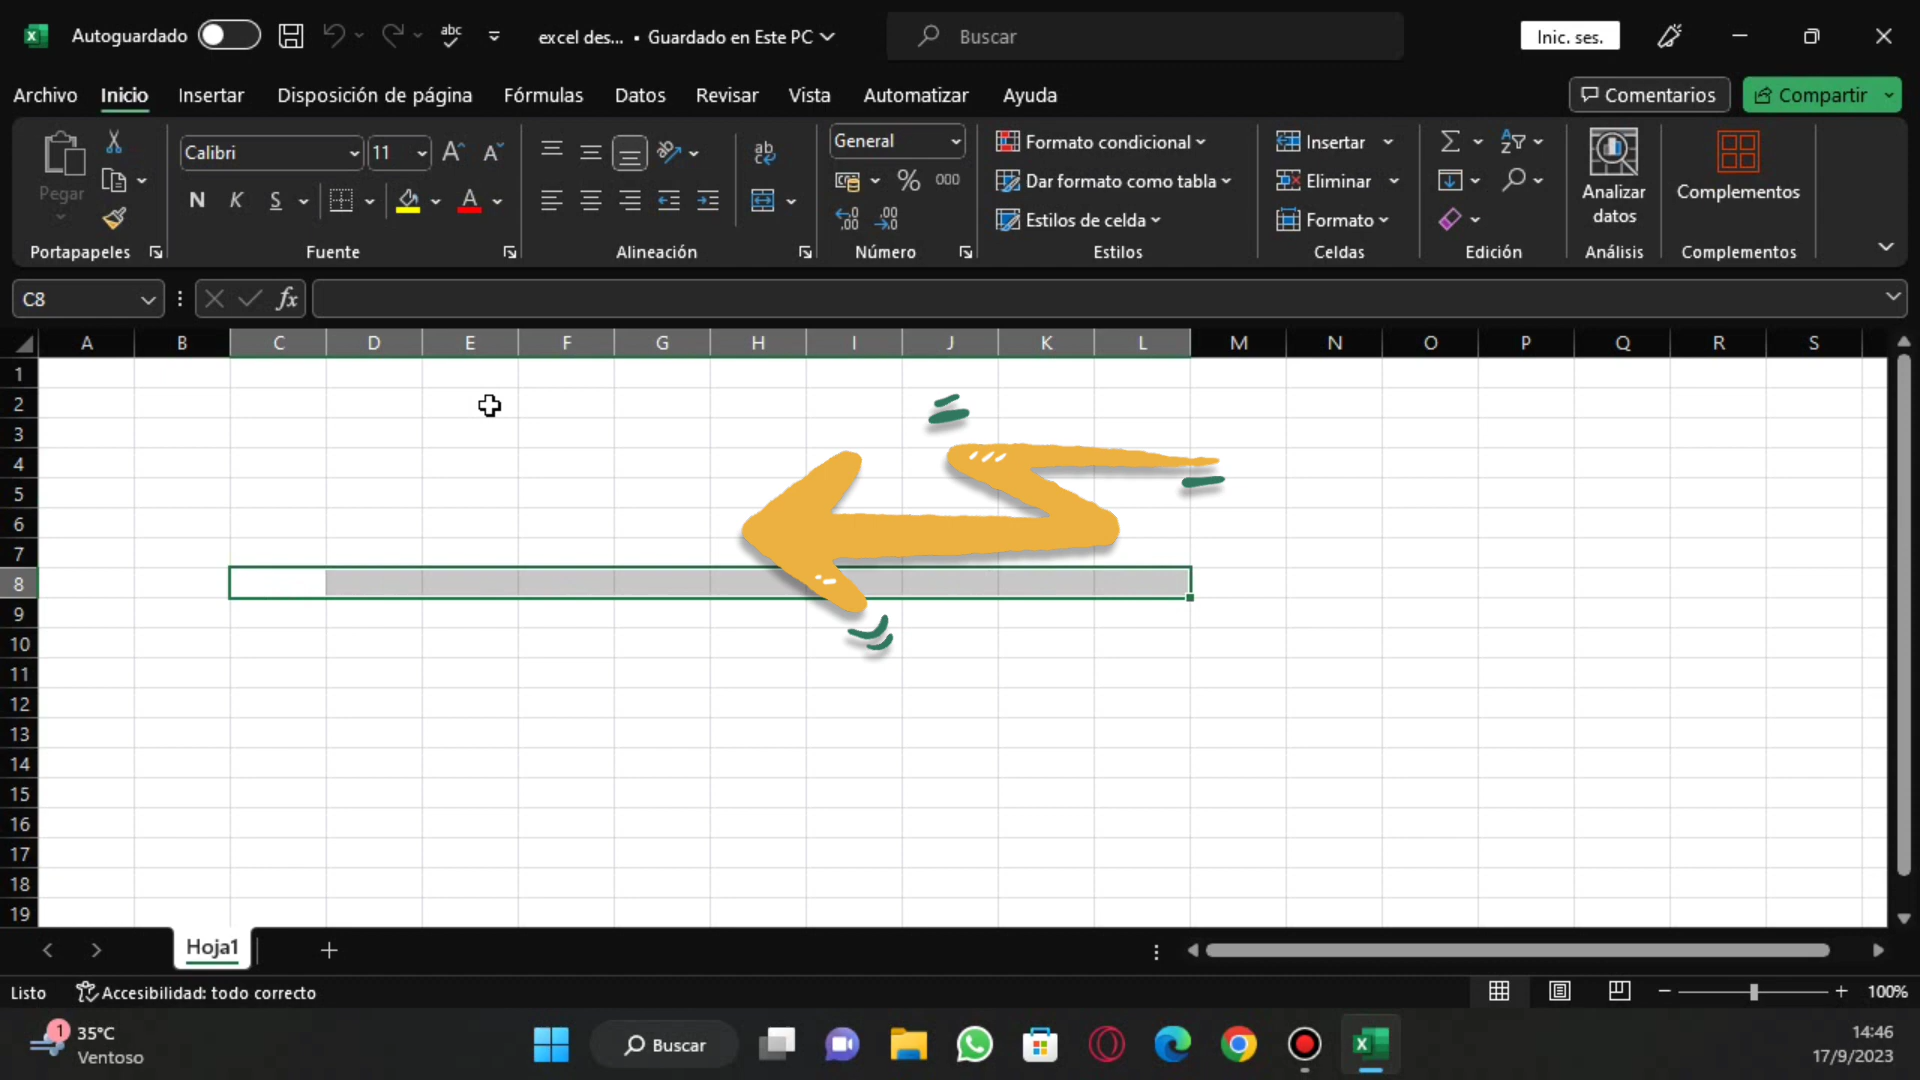 Autoguardado
abc
excel des... • Guardado en Este PC
Buscar
Inic. ses.
Archivo Inicio Insertar Disposición de página Fórmulas Datos Revisar Vista Automatizar Ayuda
Comentarios Compartir
Pegar
Portapapeles
Calibri 11 A A
N K S A
Fuente
ab
Alineación
General
% 000
Número
Formato condicional
Dar formato como tabla
Estilos de celda
Estilos
Insertar
Eliminar
Formato
Celdas
Edición
Analizar
datos
Análisis
Complementos
Complementos
C8 fx
A B C D E F G H I J K L M N O P Q R S
1
2
3
4
5
6
7
8
9
10
11
12
13
14
15
16
17
18
19
Hoja1
Listo Accesibilidad: todo correcto 100%
1
35°C
Ventoso
Buscar
14:46
17/9/2023